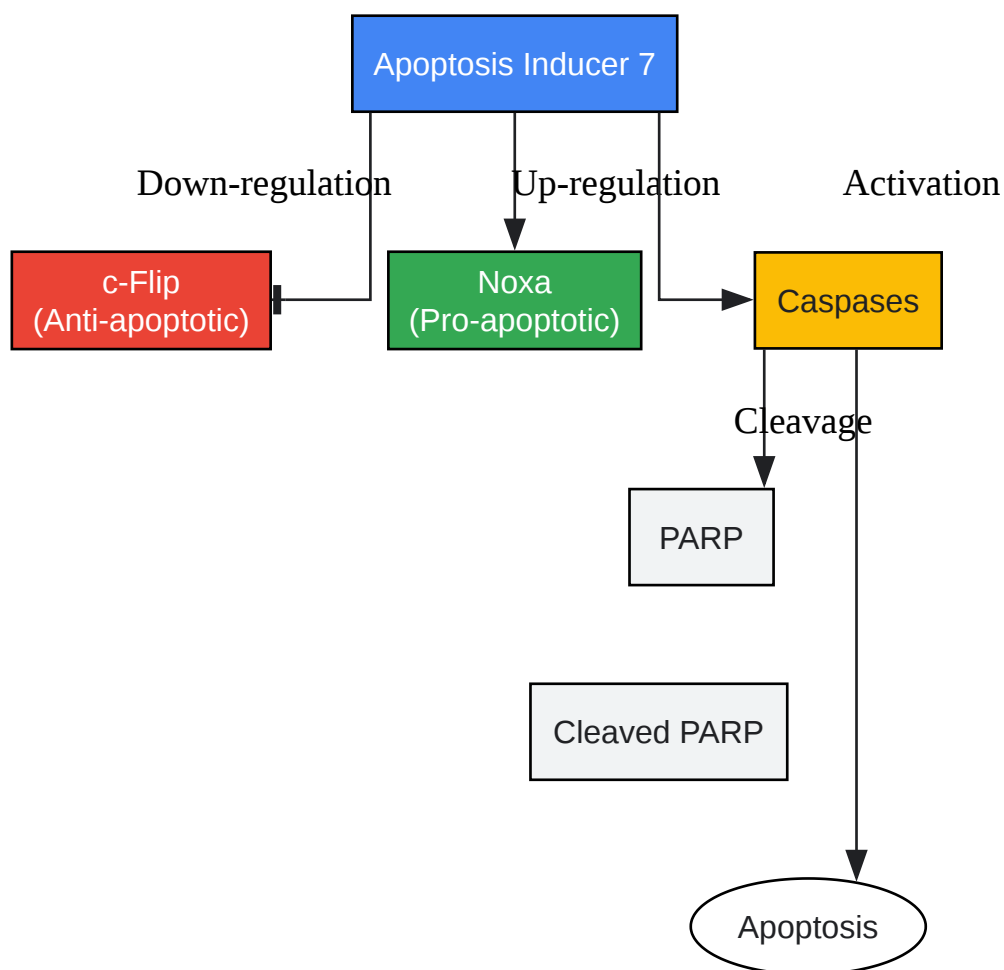 Apoptosis Inducer 7
Down-regulation
Up-regulation
Activation
c-Flip
(Anti-apoptotic)
Noxa
(Pro-apoptotic)
Caspases
Cleavage
PARP
Cleaved PARP
Apoptosis